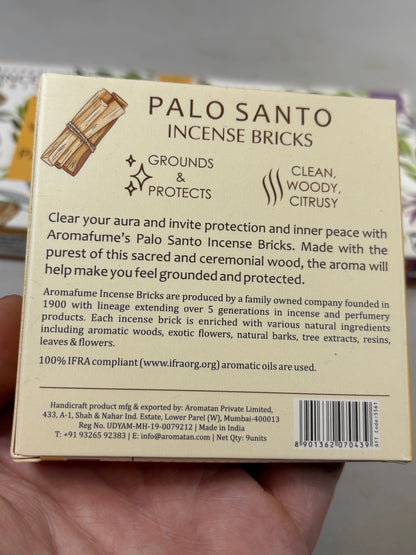 PALO SANTO
INCENSE BRICKS
GROUNDS
&
PROTECTS
CLEAN,
WOODY,
CITRUSY
Clear your aura and invite protection and inner peace with
Aromafume's Palo Santo Incense Bricks. Made with the
purest of this sacred and ceremonial wood, the aroma will
help make you feel grounded and protected.
Aromafume Incense Bricks are produced by a family owned company founded in
1900 with lineage extending over 5 generations in incense and perfumery
products. Each incense brick is enriched with various natural ingredients
including aromatic woods, exotic flowers, natural barks, tree extracts, resins,
leaves & flowers.
100% IFRA compliant (www.ifraorg.org) aromatic oils are used.
Handicraft product mfg & exported by: Aromatan Private Limited,
433, A-1, Shah & Nahar Ind. Estate, Lower Parel (W), Mumbai-400013
Reg No. UDYAM-MH-19-0079212 | Made in India
T: +91 93265 92383 | E: info@aromatan.com | Net Qty: 9units
8 901362 070439
GFT Code:5561